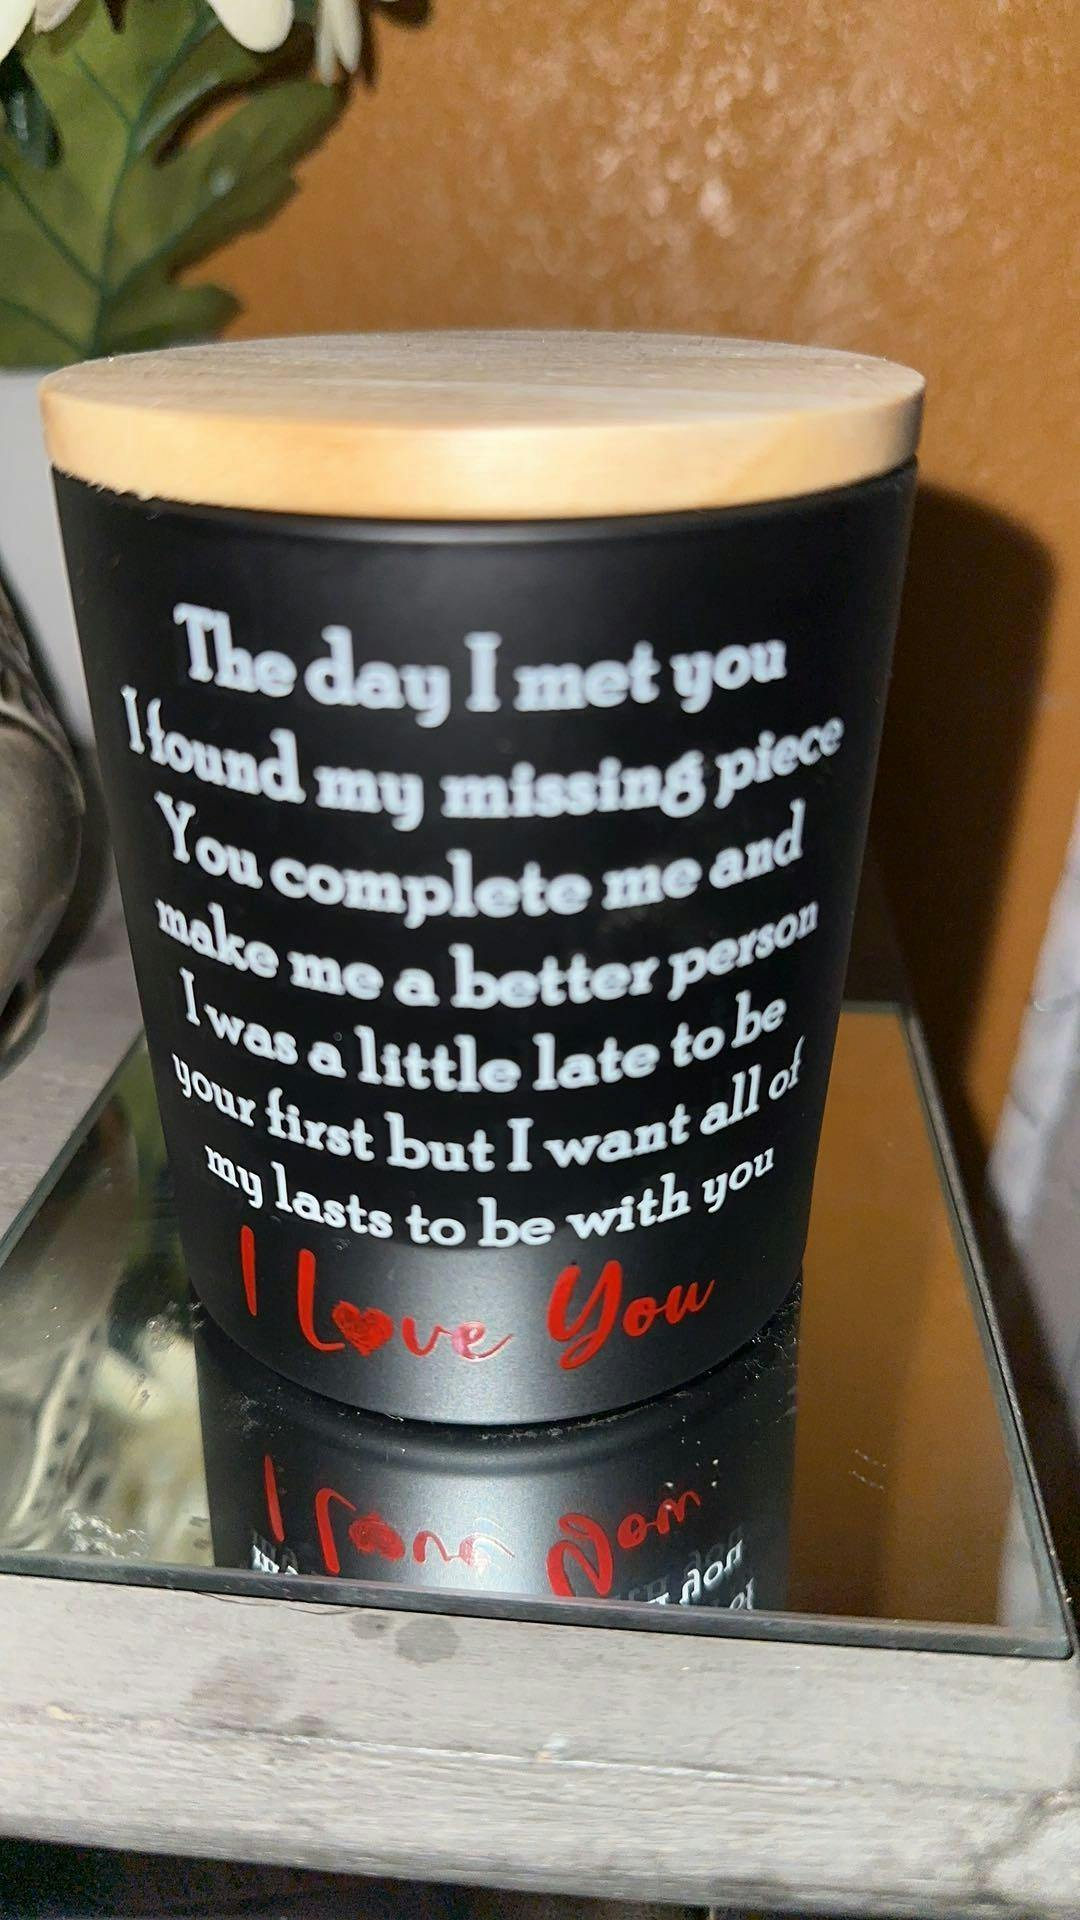 The day I met you
I found my missing piece
You complete me and
make me a better person
I was a little late to be
your first but I want all of
my lasts to be with you
I Love You